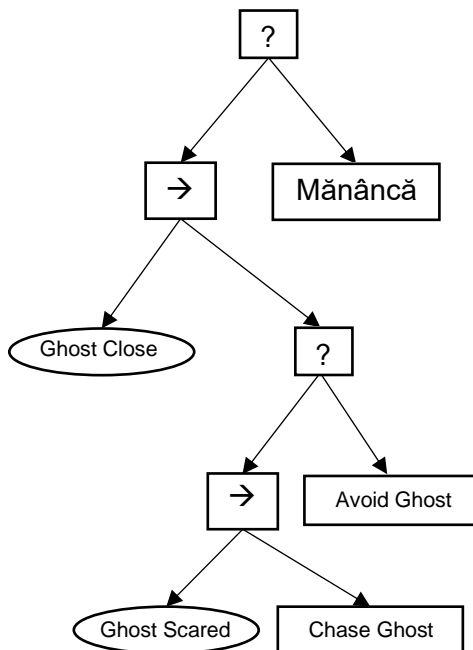 ?
→
Mănâncă
Ghost Close
?
→
Avoid Ghost
Ghost Scared
Chase Ghost